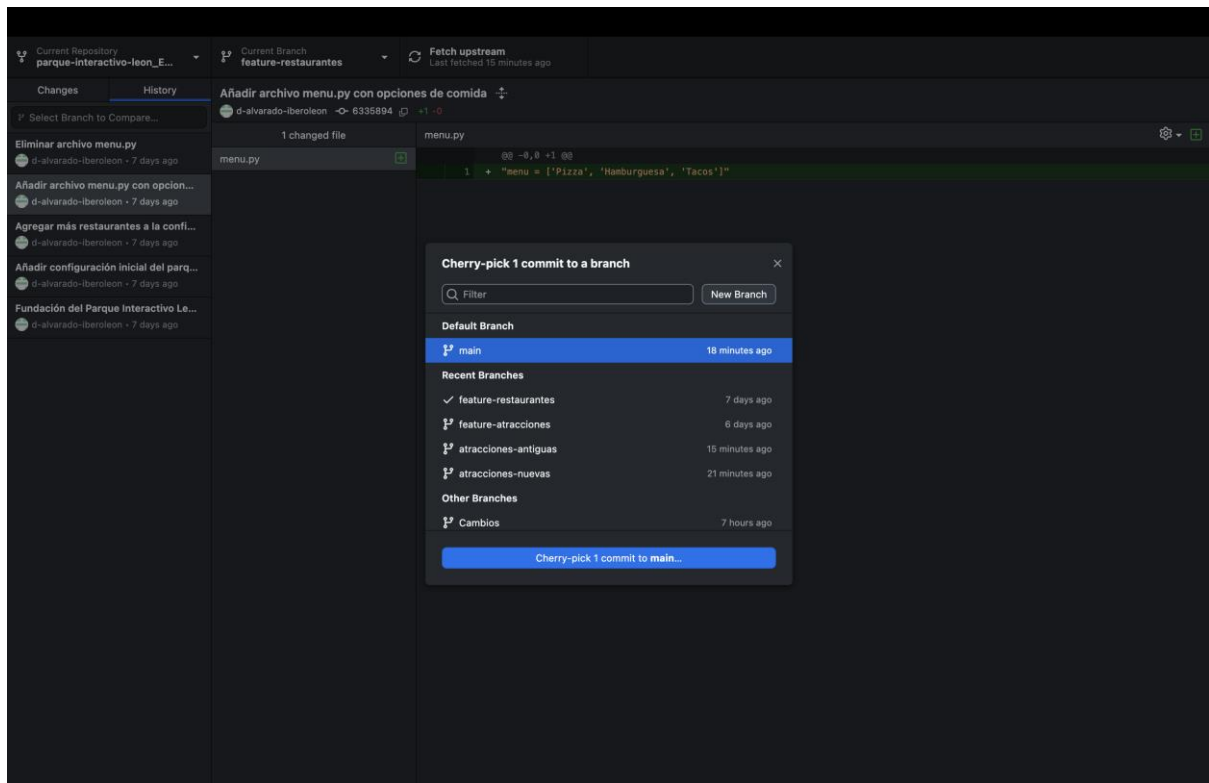 Current Repository
parque-interactivo-leon_E...
Current Branch
feature-restaurantes
Fetch upstream
Last fetched 15 minutes ago
Changes
History
Select Branch to Compare...
Eliminar archivo menu.py
d-alvarado-iberoleon • 7 days ago
Añadir archivo menu.py con opcion...
d-alvarado-iberoleon • 7 days ago
Agregar más restaurantes a la confi...
d-alvarado-iberoleon • 7 days ago
Añadir configuración inicial del parq...
d-alvarado-iberoleon • 7 days ago
Fundación del Parque Interactivo Le...
d-alvarado-iberoleon • 7 days ago
Añadir archivo menu.py con opciones de comida
d-alvarado-iberoleon 6335894 +1 -0
1 changed file
menu.py
menu.py
@@ -0,0 +1 @@
1 + "menu = ['Pizza', 'Hamburguesa', 'Tacos']"
Cherry-pick 1 commit to a branch
Filter
New Branch
Default Branch
main 18 minutes ago
Recent Branches
feature-restaurantes 7 days ago
feature-atracciones 6 days ago
atracciones-antiguas 15 minutes ago
atracciones-nuevas 21 minutes ago
Other Branches
Cambios 7 hours ago
Cherry-pick 1 commit to main...